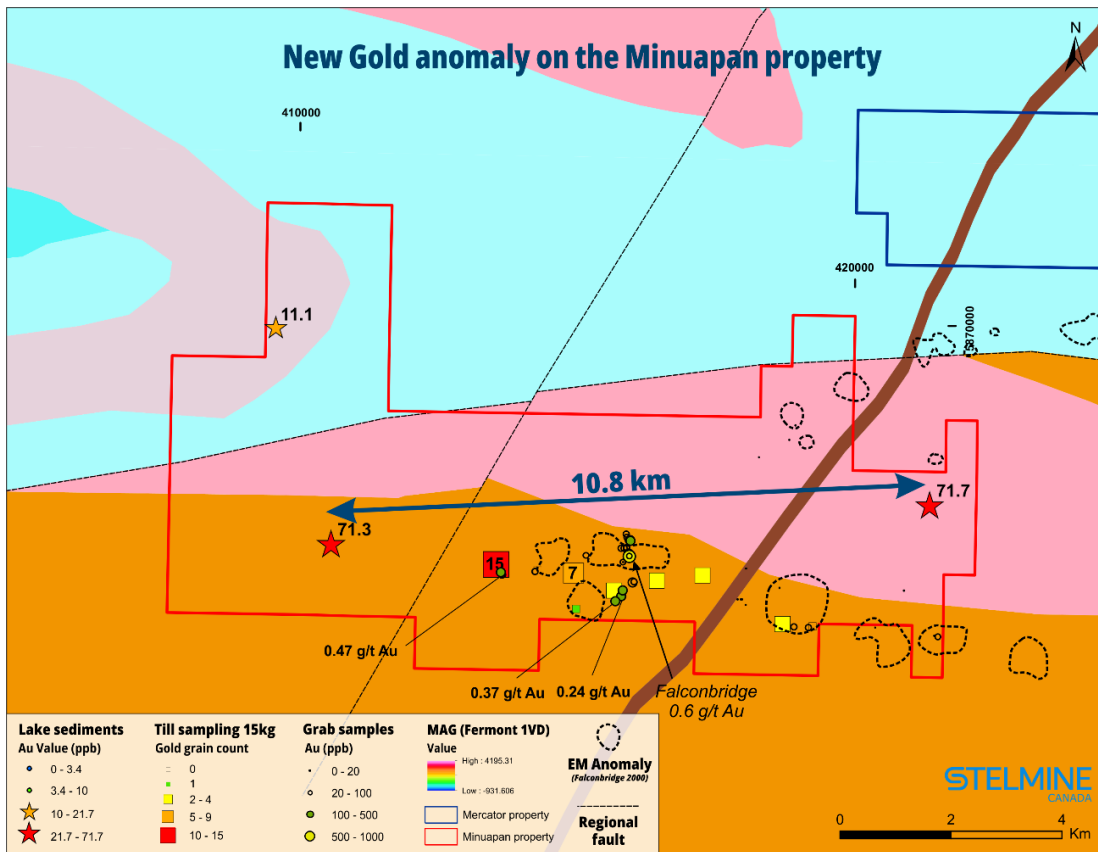 New Gold anomaly on the Minuapan property
N
410000
420000
5870000
11.1
10.8 km
71.7
71.3
15
7
0.47 g/t Au
0.37 g/t Au
0.24 g/t Au
Falconbridge
0.6 g/t Au
Lake sediments
Au Value (ppb)
0 - 3.4
3.4 - 10
10 - 21.7
21.7 - 71.7
Till sampling 15kg
Gold grain count
0
1
2 - 4
5 - 9
10 - 15
Grab samples
Au (ppb)
0 - 20
20 - 100
100 - 500
500 - 1000
MAG (Fermont 1VD)
Value
High : 4195.31
Low : -931.606
Mercator property
Minuapan property
EM Anomaly
(Falconbridge 2000)
Regional
fault
STELMINE
CANADA
0 2 4
Km